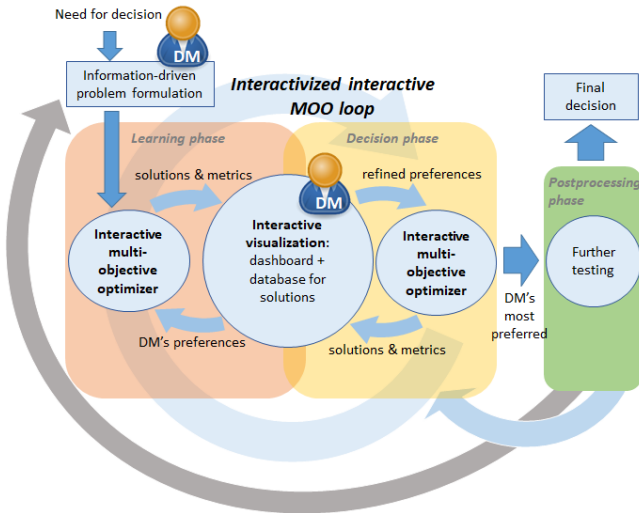 Need for decision
DM
Information-driven
problem formulation
Interactivized interactive
MOO loop
Final
decision
Learning phase
Decision phase
Postprocessing
phase
solutions & metrics
DM
refined preferences
Interactive
multi-
objective
optimizer
Interactive
visualization:
dashboard +
database for
solutions
Interactive
multi-
objective
optimizer
Further
testing
DM's
most
preferred
DM's preferences
solutions & metrics